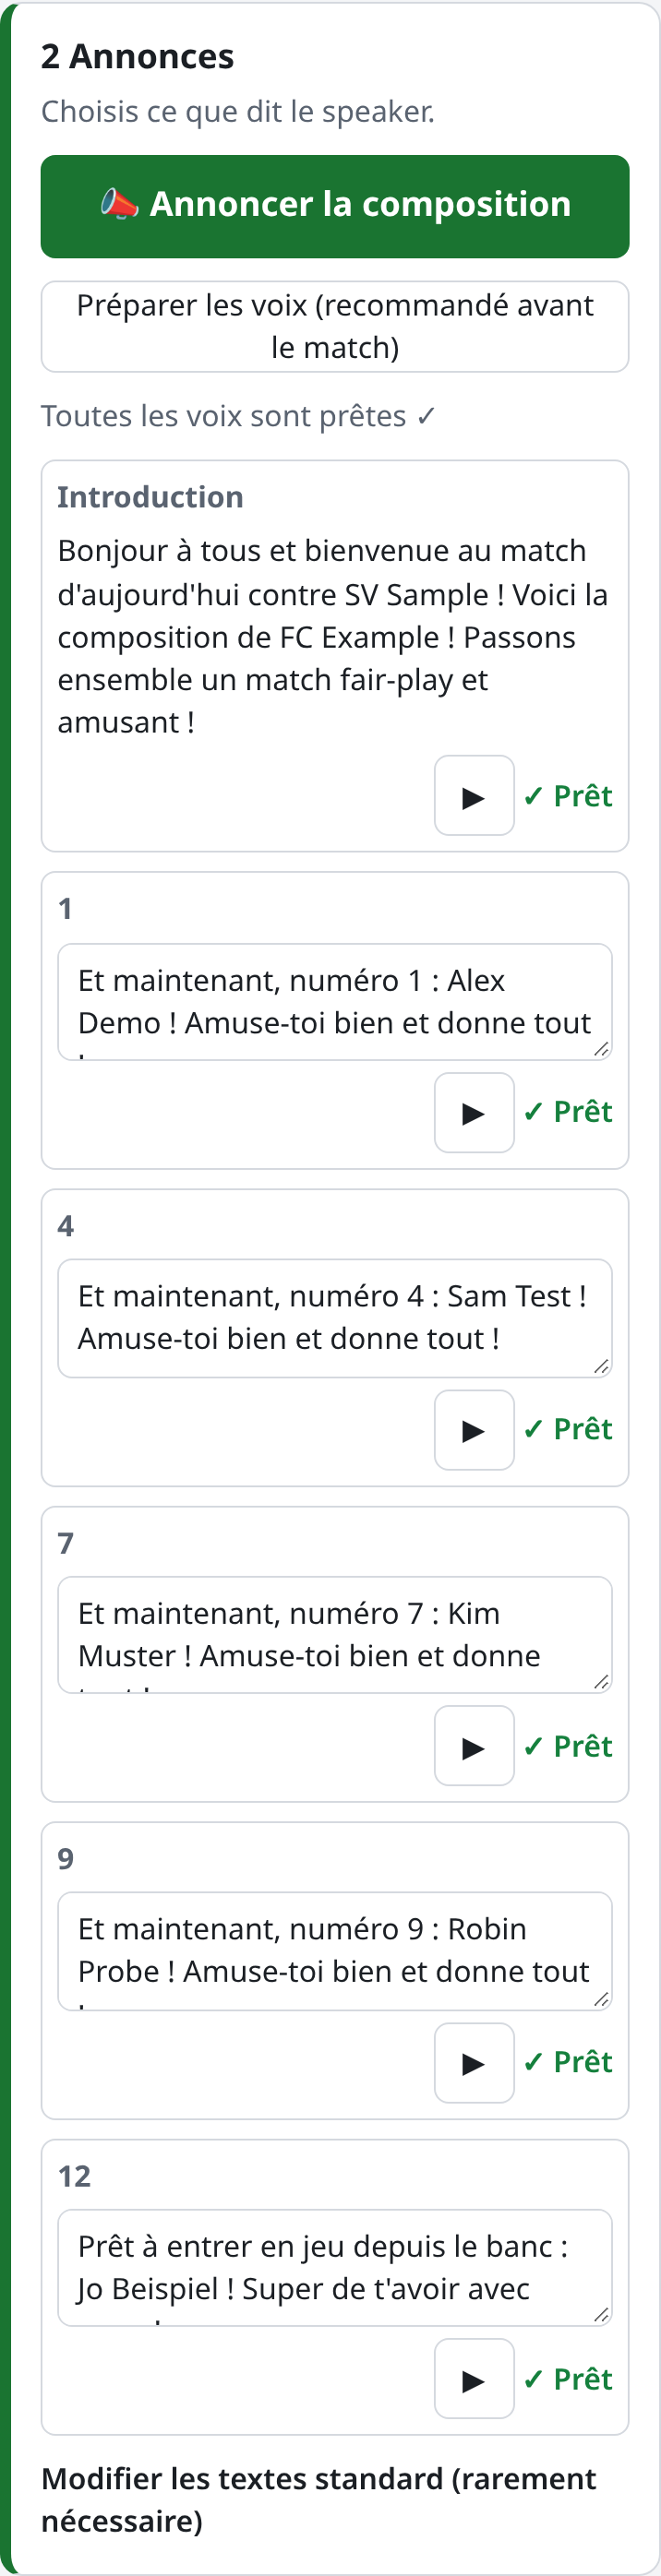 2 Annonces
Choisis ce que dit le speaker.
📣 Annoncer la composition
Préparer les voix (recommandé avant
le match)
Toutes les voix sont prêtes ✓
Introduction
Bonjour à tous et bienvenue au match
d'aujourd'hui contre SV Sample ! Voici la
composition de FC Example ! Passons
ensemble un match fair-play et
amusant !
▶ ✓ Prêt
1
Et maintenant, numéro 1 : Alex
Demo ! Amuse-toi bien et donne tout
▶ ✓ Prêt
4
Et maintenant, numéro 4 : Sam Test !
Amuse-toi bien et donne tout !
▶ ✓ Prêt
7
Et maintenant, numéro 7 : Kim
Muster ! Amuse-toi bien et donne
▶ ✓ Prêt
9
Et maintenant, numéro 9 : Robin
Probe ! Amuse-toi bien et donne tout
▶ ✓ Prêt
12
Prêt à entrer en jeu depuis le banc :
Jo Beispiel ! Super de t'avoir avec
▶ ✓ Prêt
Modifier les textes standard (rarement
nécessaire)